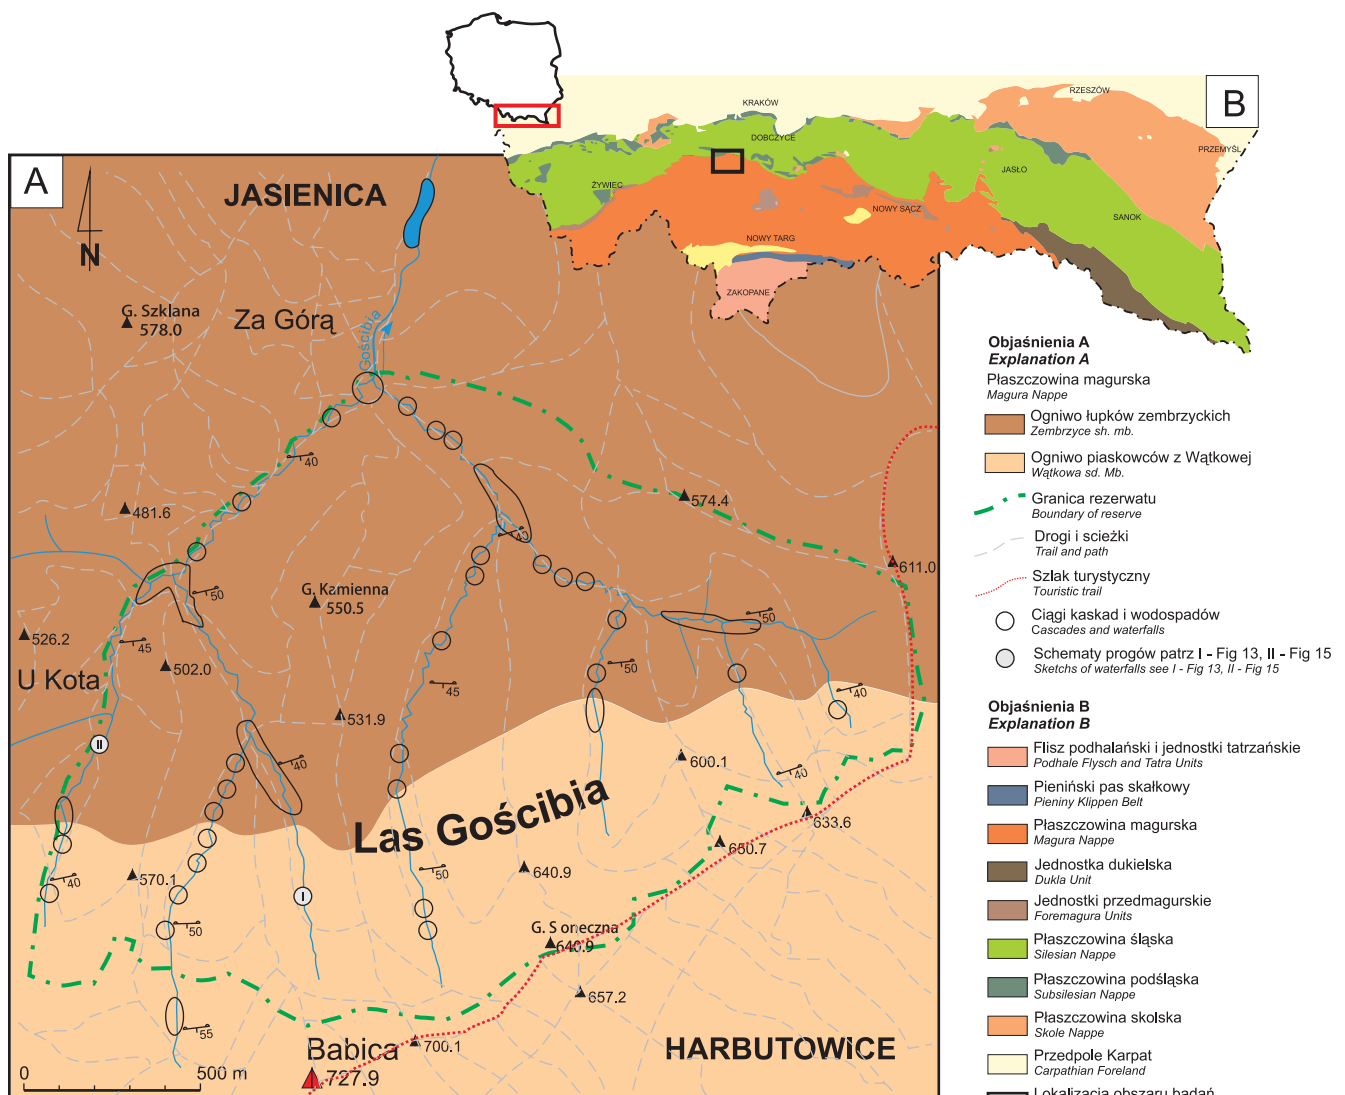 A
B
N
JASIENICA
KRAKÓW
RZESZÓW
DOBCZYCE
PRZEMYŚL
JASŁO
ŻYWIEC
NOWY SĄCZ
SANOK
NOWY TARG
ZAKOPANE
G. Szklana
578.0
Za Górą
Gościbia
40
481.6
574.4
40
611.0
50
G. Kamienna
550.5
50
526.2
45
502.0
50
U Kota
45
40
531.9
II
40
600.1
40
Las Gościbia
633.6
650.7
570.1
40
I
50
640.9
50
G. S oneczna
640.9
657.2
55
Babica
700.1
727.9
HARBUTOWICE
0
500 m
Objaśnienia A
Explanation A
Płaszczowina magurska
Magura Nappe
Ogniwo łupków zembrzyckich
Zembrzyce sh. mb.
Ogniwo piaskowców z Wątkowej
Wątkowa sd. Mb.
Granica rezerwatu
Boundary of reserve
Drogi i scieżki
Trail and path
Szlak turystyczny
Touristic trail
Ciągi kaskad i wodospadów
Cascades and waterfalls
Schematy progów patrz I - Fig 13, II - Fig 15
Sketchs of waterfalls see I - Fig 13, II - Fig 15
Objaśnienia B
Explanation B
Flisz podhalański i jednostki tatrzańskie
Podhale Flysch and Tatra Units
Pieniński pas skałkowy
Pieniny Klippen Belt
Płaszczowina magurska
Magura Nappe
Jednostka dukielska
Dukla Unit
Jednostki przedmagurskie
Foremagura Units
Płaszczowina śląska
Silesian Nappe
Płaszczowina podśląska
Subsilesian Nappe
Płaszczowina skolska
Skole Nappe
Przedpole Karpat
Carpathian Foreland
Lokalizacja obszaru badań